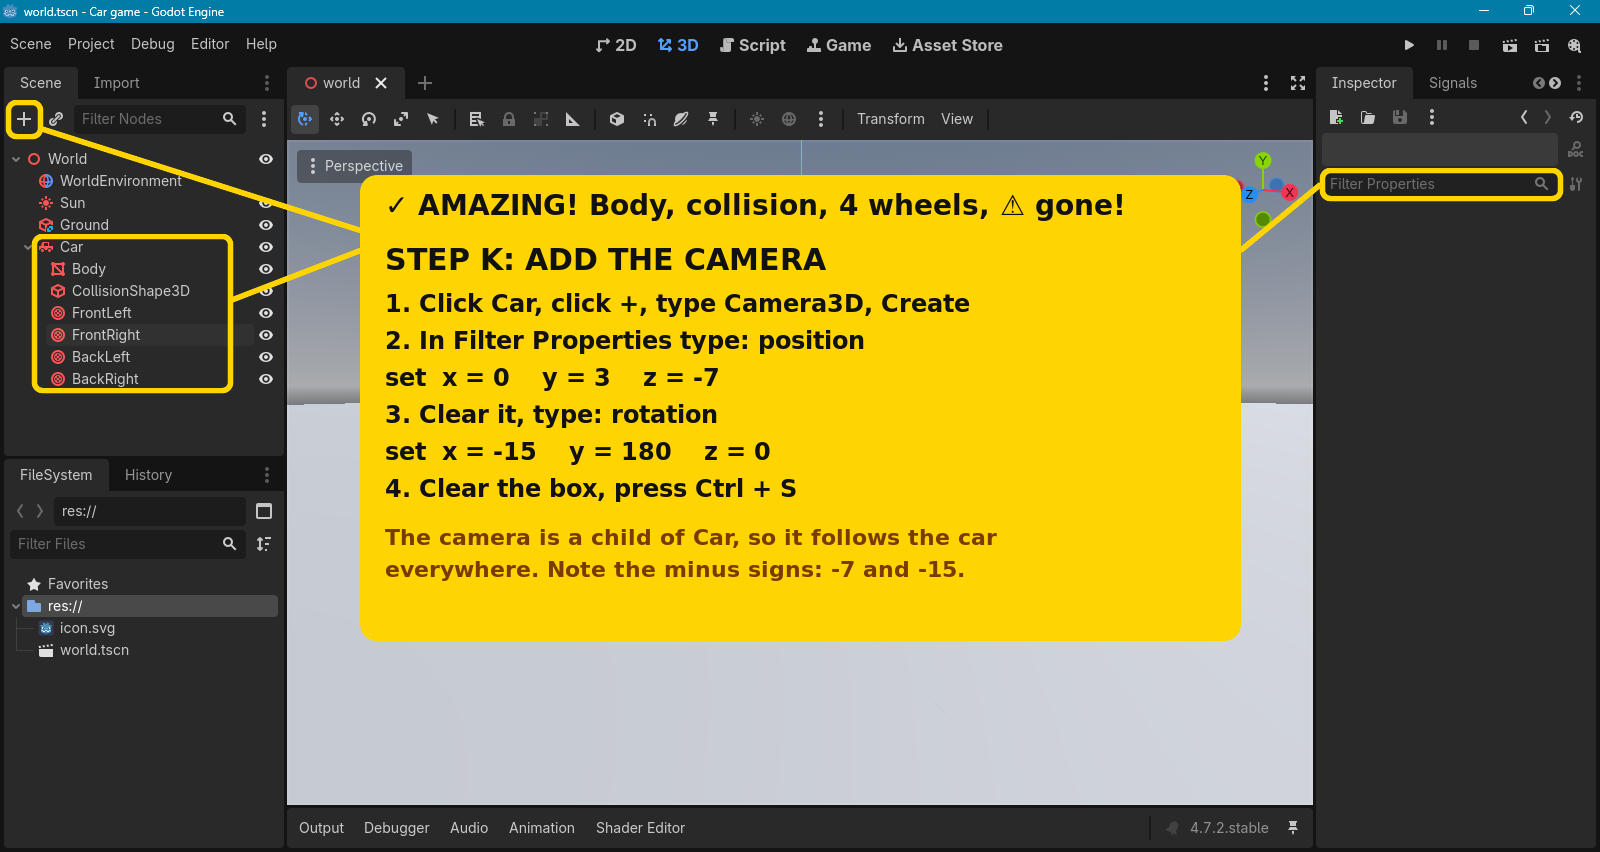 world.tscn - Car game - Godot Engine
Scene Project Debug Editor Help
2D 3D Script Game Asset Store
Scene Import
world
Inspector Signals
Filter Nodes
Transform View
World
WorldEnvironment
Sun
Ground
Car
Body
CollisionShape3D
FrontLeft
FrontRight
BackLeft
BackRight
Perspective
Y
Z
X
DOC
Filter Properties
✓ AMAZING! Body, collision, 4 wheels, ⚠ gone!
STEP K: ADD THE CAMERA
1. Click Car, click +, type Camera3D, Create
2. In Filter Properties type: position
set x = 0 y = 3 z = -7
3. Clear it, type: rotation
set x = -15 y = 180 z = 0
4. Clear the box, press Ctrl + S
The camera is a child of Car, so it follows the car
everywhere. Note the minus signs: -7 and -15.
FileSystem History
res://
Filter Files
Favorites
res://
icon.svg
world.tscn
Output Debugger Audio Animation Shader Editor
4.7.2.stable